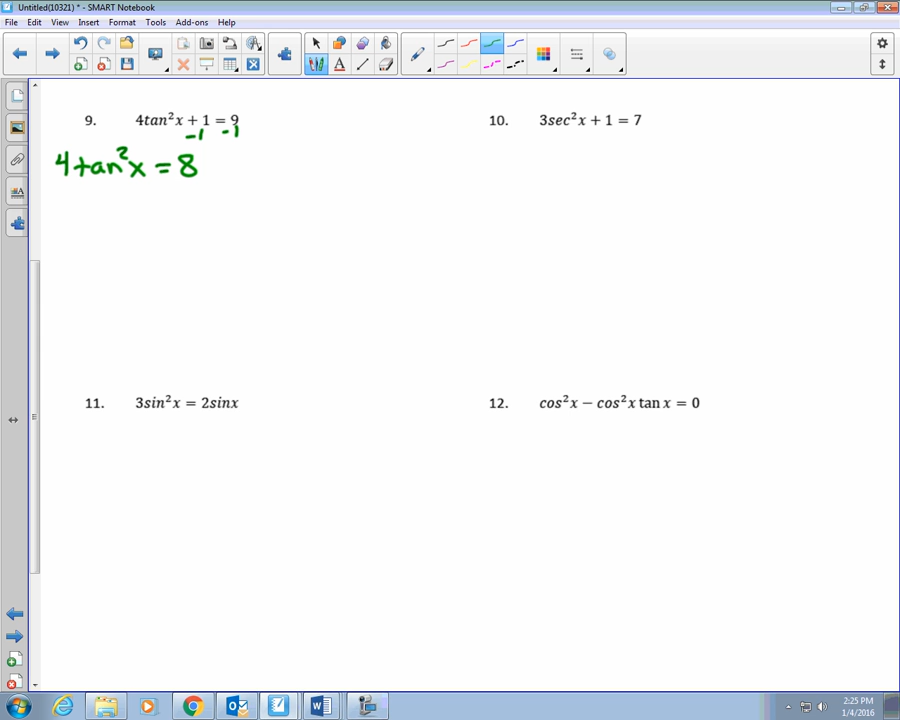 Untitled(10321) * - SMART Notebook
File Edit View Insert Format Tools Add-ons Help
9. 4tan²x + 1 = 9
-1 -1
4tan²x = 8
10. 3sec²x + 1 = 7
11. 3sin²x = 2sinx
12. cos²x − cos²x tan x = 0
2:25 PM
1/4/2016